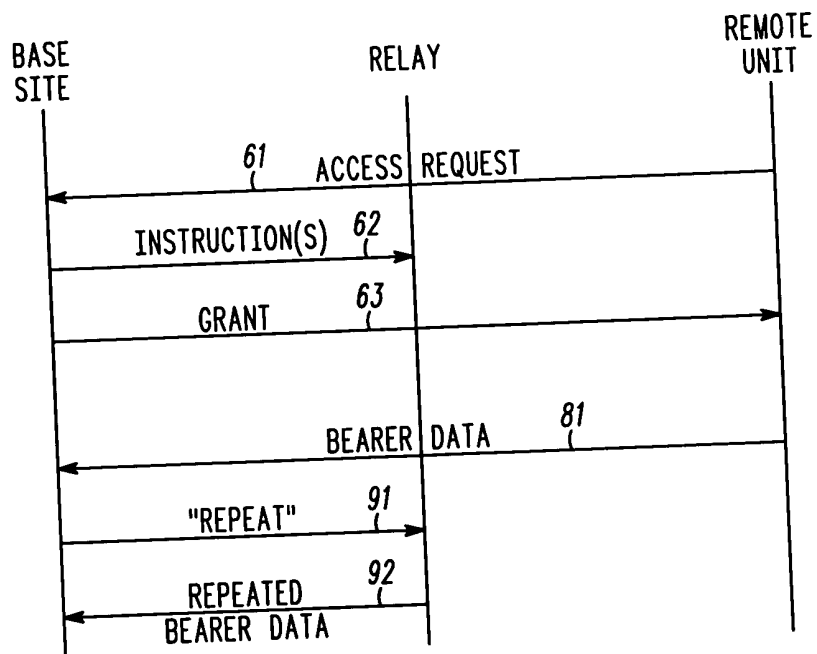 BASE
SITE
RELAY
REMOTE
UNIT
61
ACCESS REQUEST
INSTRUCTION(S) 62
GRANT 63
BEARER DATA 81
"REPEAT" 91
REPEATED 92
BEARER DATA